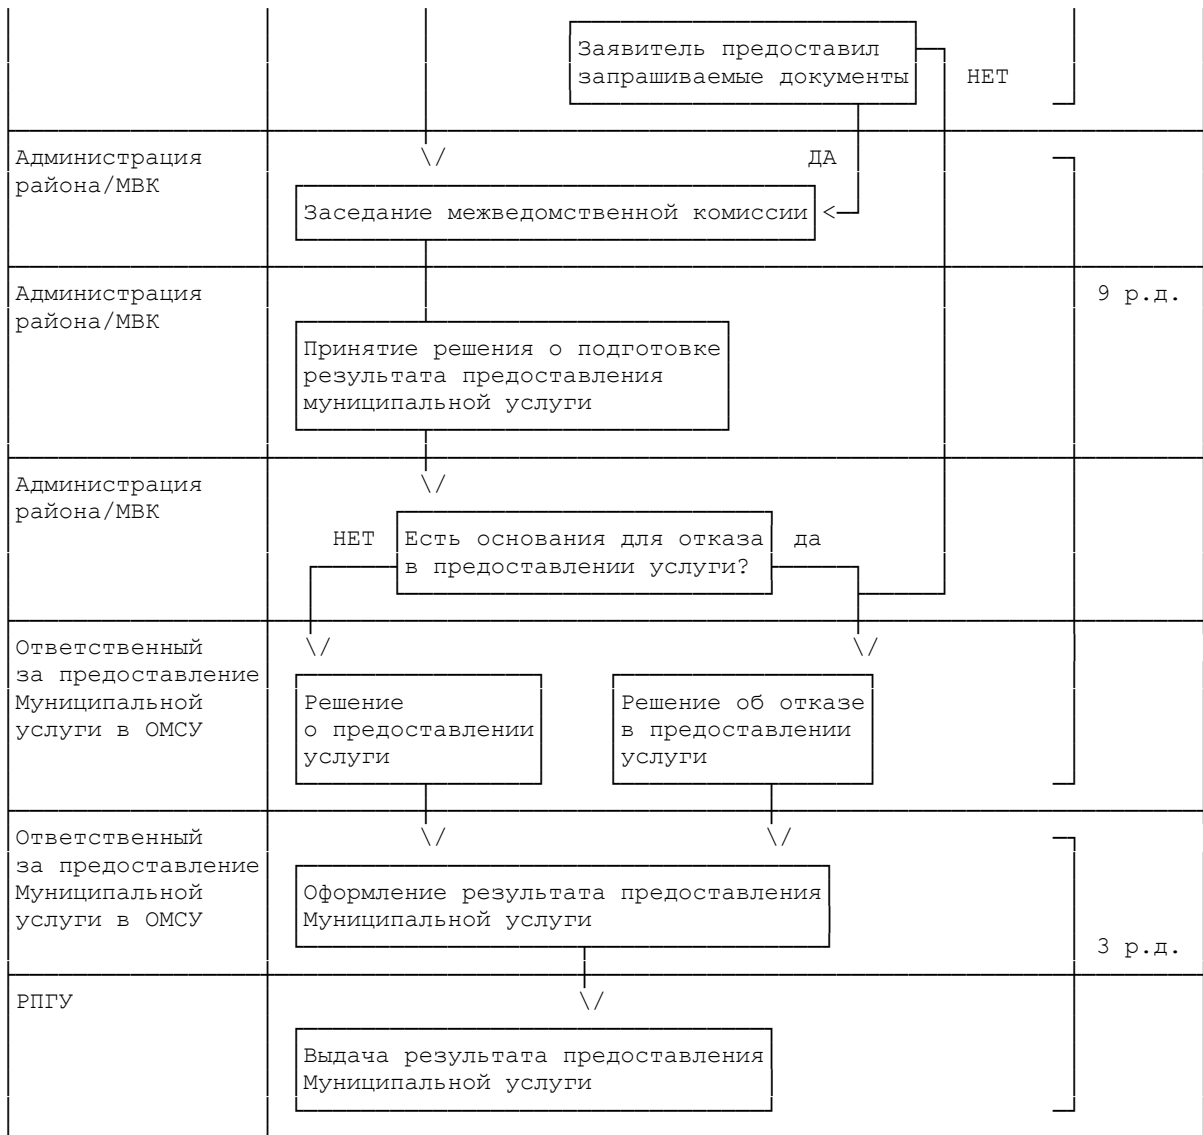 Заявитель предоставил
запрашиваемые документы
НЕТ
Администрация
района/МВК
ДА
Заседание межведомственной комиссии
Администрация
района/МВК
9 р.д.
Принятие решения о подготовке
результата предоставления
муниципальной услуги
Администрация
района/МВК
НЕТ
Есть основания для отказа
в предоставлении услуги?
да
Ответственный
за предоставление
Муниципальной
услуги в ОМСУ
Решение
о предоставлении
услуги
Решение об отказе
в предоставлении
услуги
Ответственный
за предоставление
Муниципальной
услуги в ОМСУ
Оформление результата предоставления
Муниципальной услуги
3 р.д.
РПГУ
Выдача результата предоставления
Муниципальной услуги